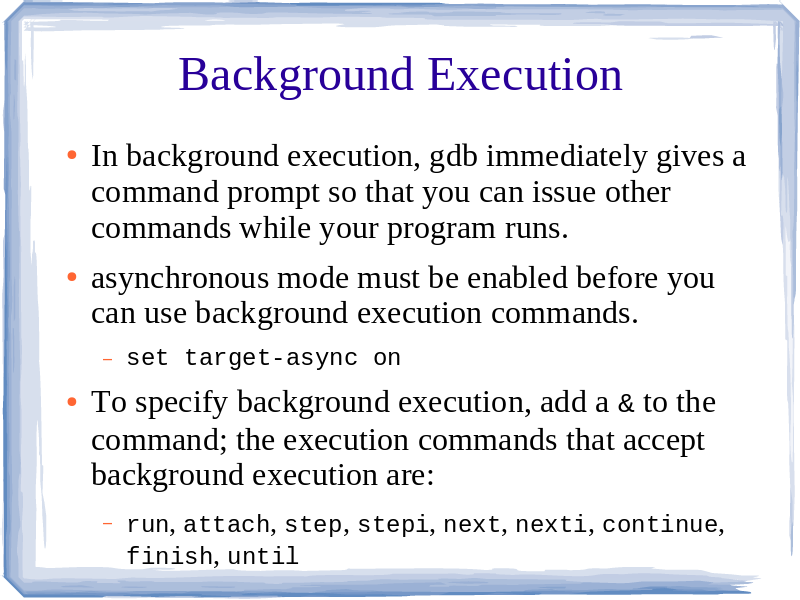 Background Execution
• In background execution, gdb immediately gives a
command prompt so that you can issue other
commands while your program runs.
• asynchronous mode must be enabled before you
can use background execution commands.
– set target-async on
• To specify background execution, add a & to the
command; the execution commands that accept
background execution are:
– run, attach, step, stepi, next, nexti, continue,
finish, until